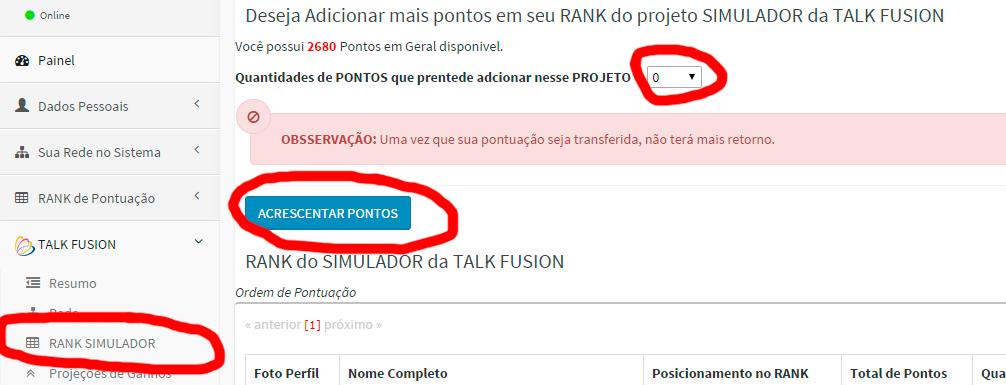 Online
Painel
Dados Pessoais
Sua Rede no Sistema
RANK de Pontuação
TALK FUSION
Resumo
Rede
RANK SIMULADOR
Projeções de Ganhos
Deseja Adicionar mais pontos em seu RANK do projeto SIMULADOR da TALK FUSION
Você possui 2680 Pontos em Geral disponivel.
Quantidades de PONTOS que prentede adcionar nesse PROJETO 0
OBSSERVAÇÃO: Uma vez que sua pontuação seja transferida, não terá mais retorno.
ACRESCENTAR PONTOS
RANK do SIMULADOR da TALK FUSION
Ordem de Pontuação
« anterior [1] próximo »
Foto Perfil Nome Completo Posicionamento no RANK Total de Pontos Qua